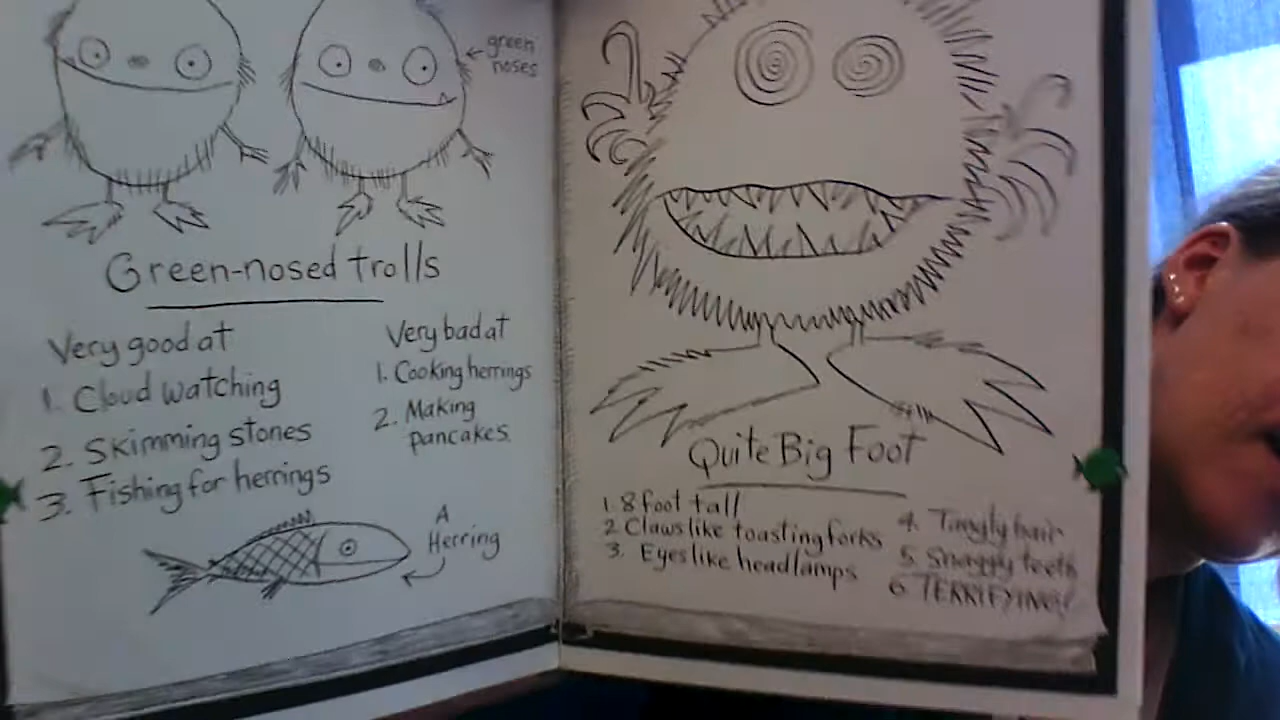 green
noses
Green-nosed trolls
Very good at
1. Cloud watching
2. Skimming stones
3. Fishing for herrings
Very bad at
1. Cooking herrings
2. Making
pancakes.
A
Herring
Quite Big Foot
1. 8 foot tall
2 Claws like toasting forks
3. Eyes like headlamps
4. Tangly hair
5. Snaggy teeth
6 TERRIFYING!